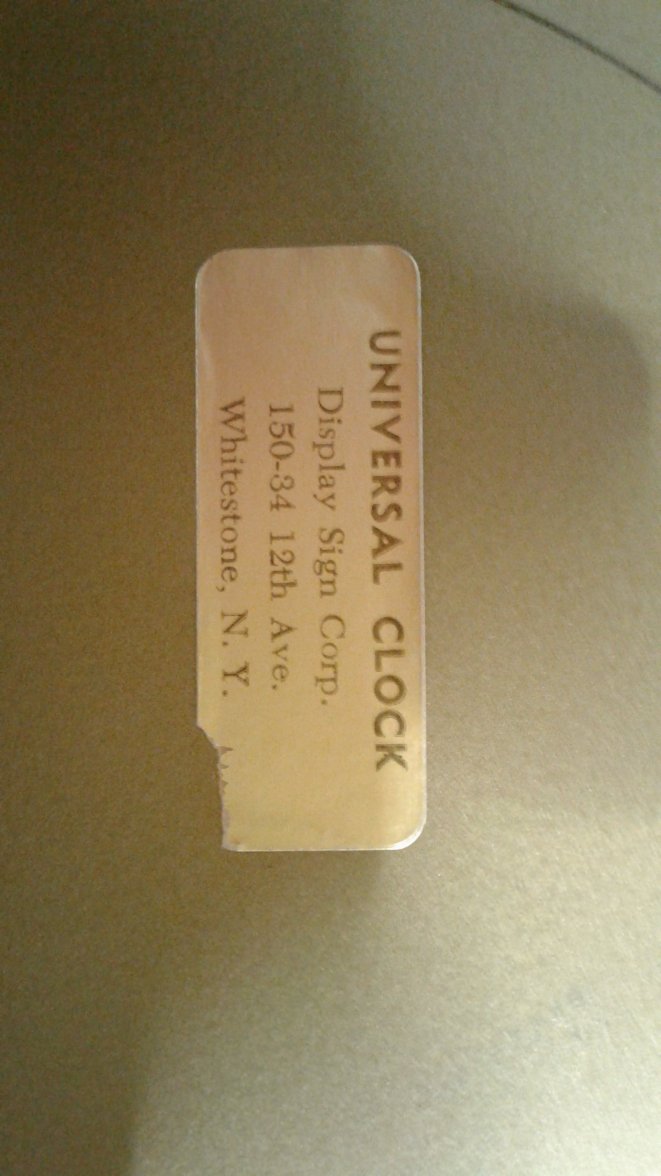 UNIVERSAL CLOCK
Display Sign Corp.
150-34 12th Ave.
Whitestone, N. Y.